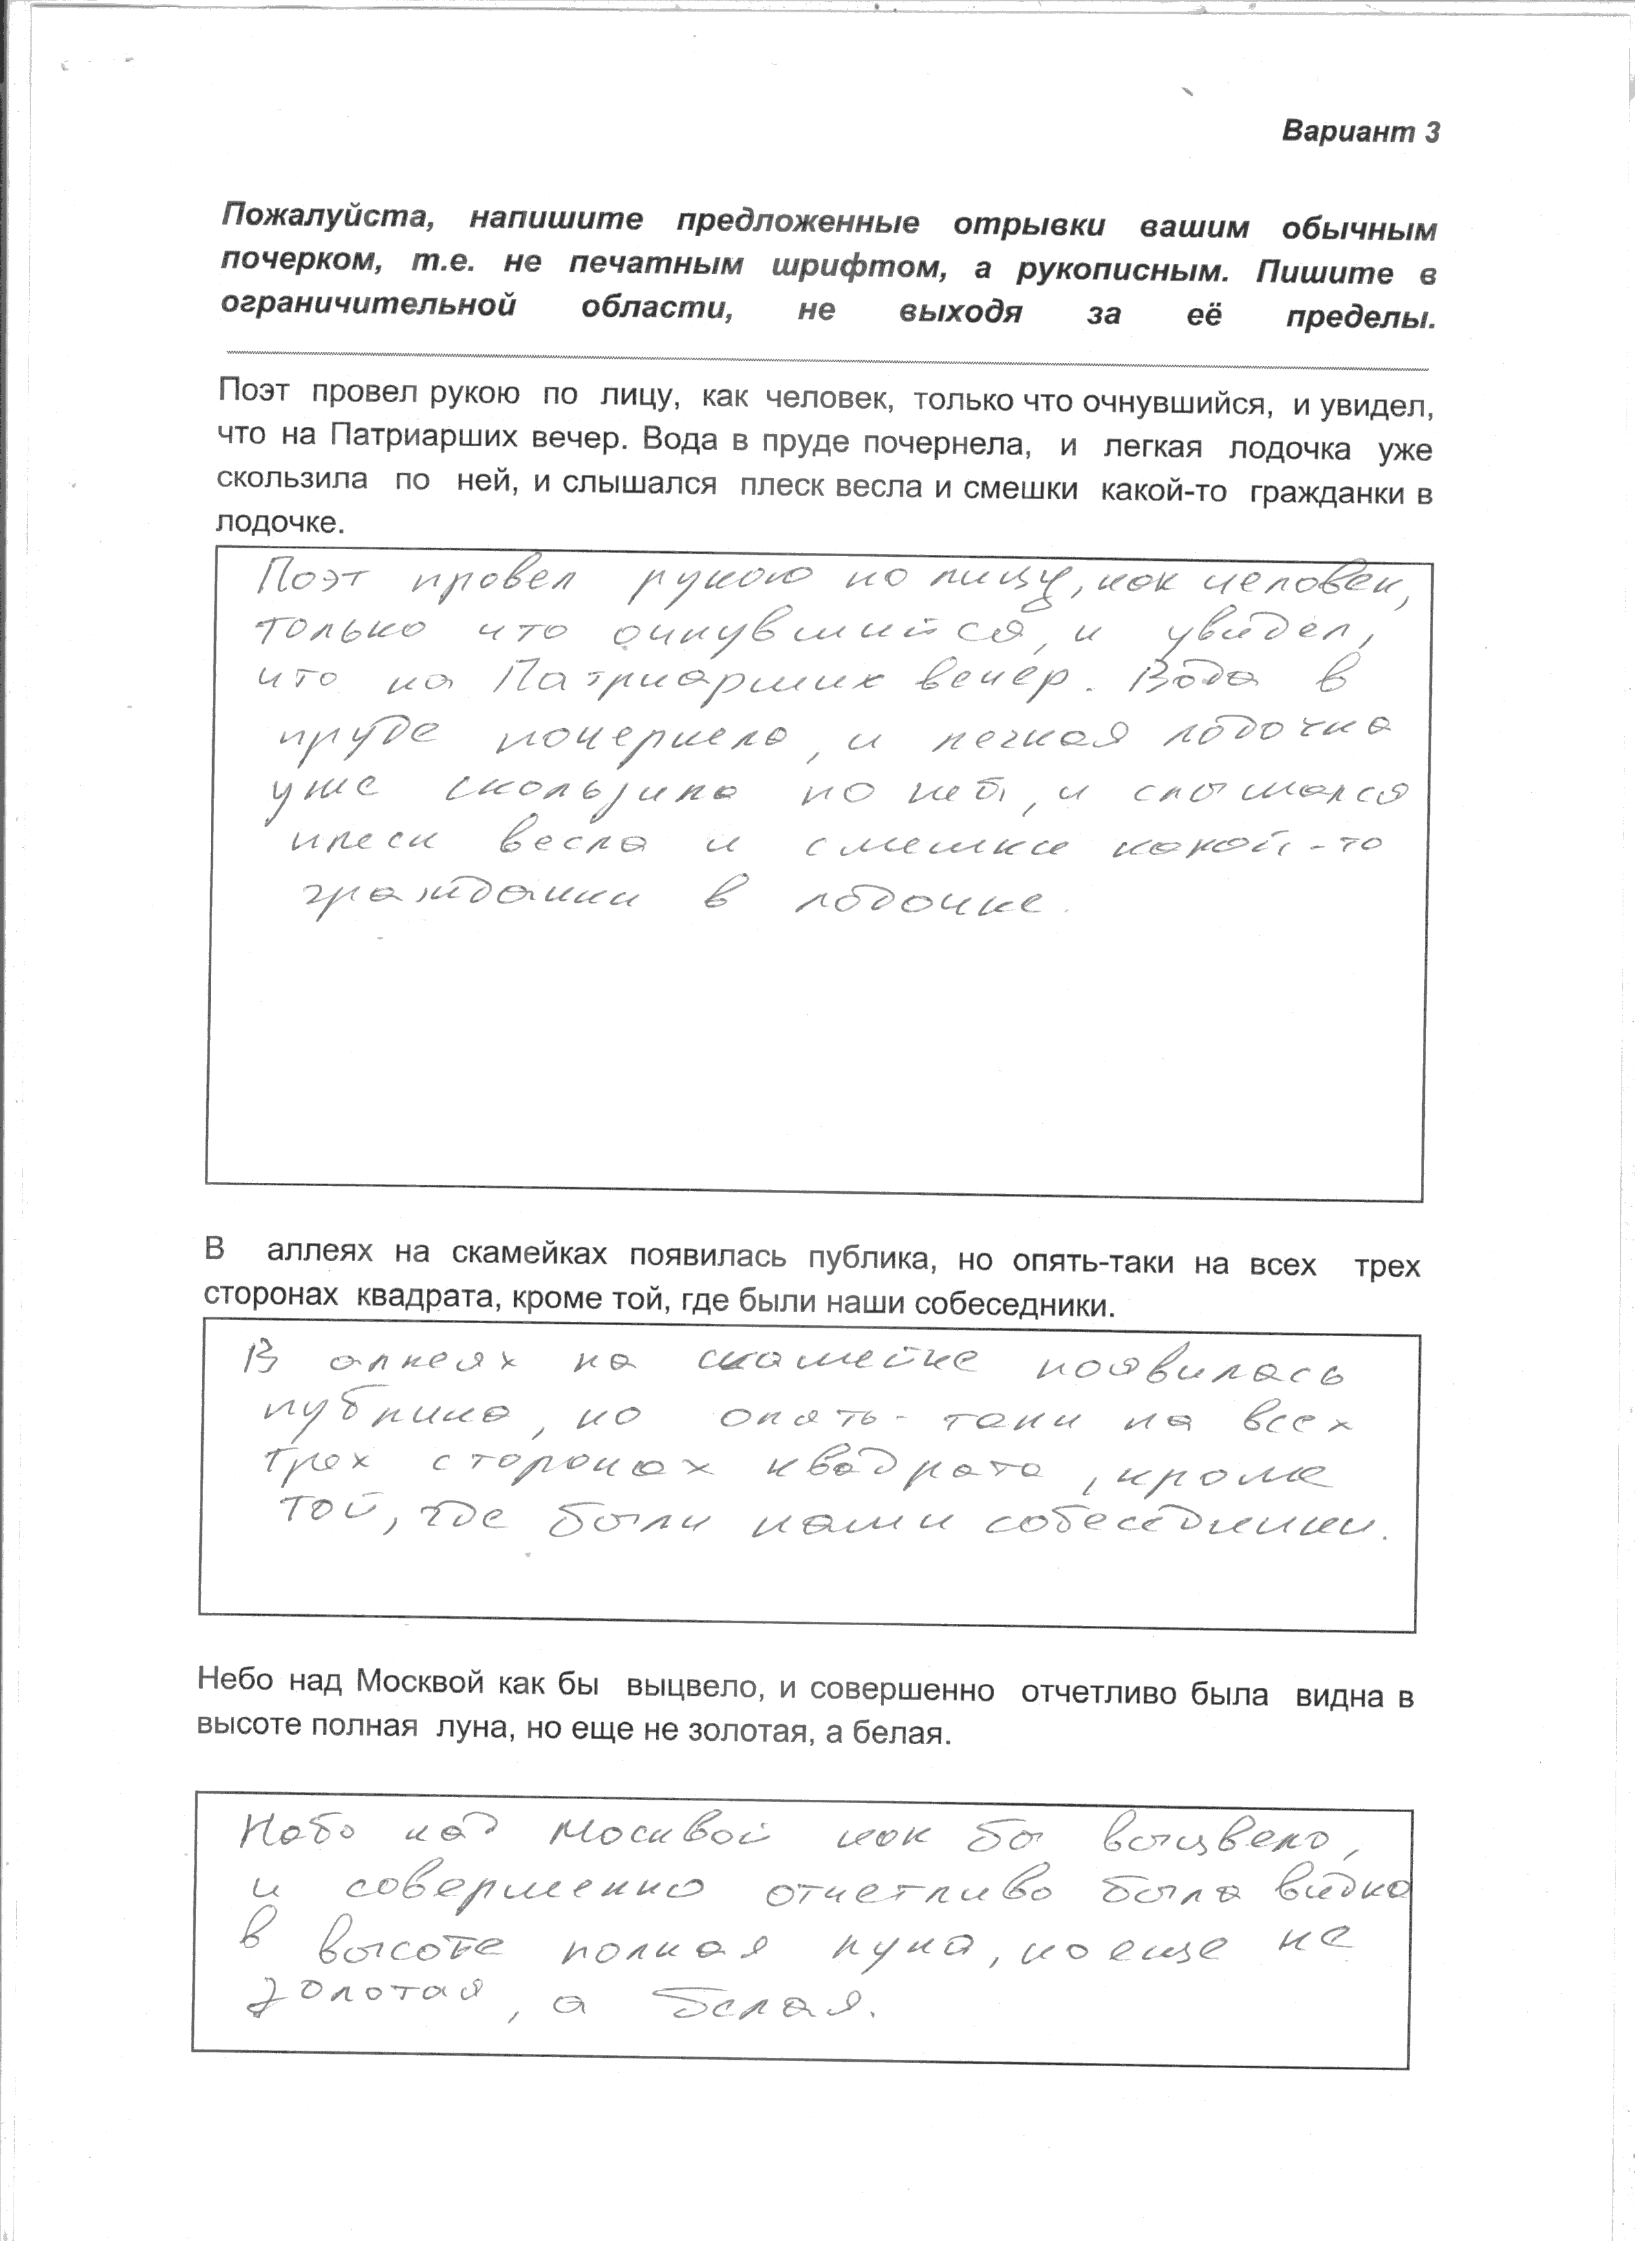 Вариант 3
Пожалуйста, напишите предложенные отрывки вашим обычным
почерком, т.е. не печатным шрифтом, а рукописным. Пишите в
ограничительной области, не выходя за её пределы.
Поэт провел рукою по лицу, как человек, только что очнувшийся, и увидел,
что на Патриарших вечер. Вода в пруде почернела, и легкая лодочка уже
скользила по ней, и слышался плеск весла и смешки какой-то гражданки в
лодочке.
Поэт провел рукою по лицу, как человек,
только что очнувшийся, и увидел,
что на Патриарших вечер. Вода в
пруде почернела, и легкая лодочка
уже скользила по ней, и слышался
плеск весла и смешки какой-то
гражданки в лодочке.
В аллеях на скамейках появилась публика, но опять-таки на всех трех
сторонах квадрата, кроме той, где были наши собеседники.
В аллеях на скамейке появилась
публика, но опять-таки на всех
трех сторонах квадрата, кроме
той, где были наши собеседники.
Небо над Москвой как бы выцвело, и совершенно отчетливо была видна в
высоте полная луна, но еще не золотая, а белая.
Небо над Москвой как бы выцвело,
и совершенно отчетливо была видна
в высоте полная луна, но еще не
золотая, а белая.